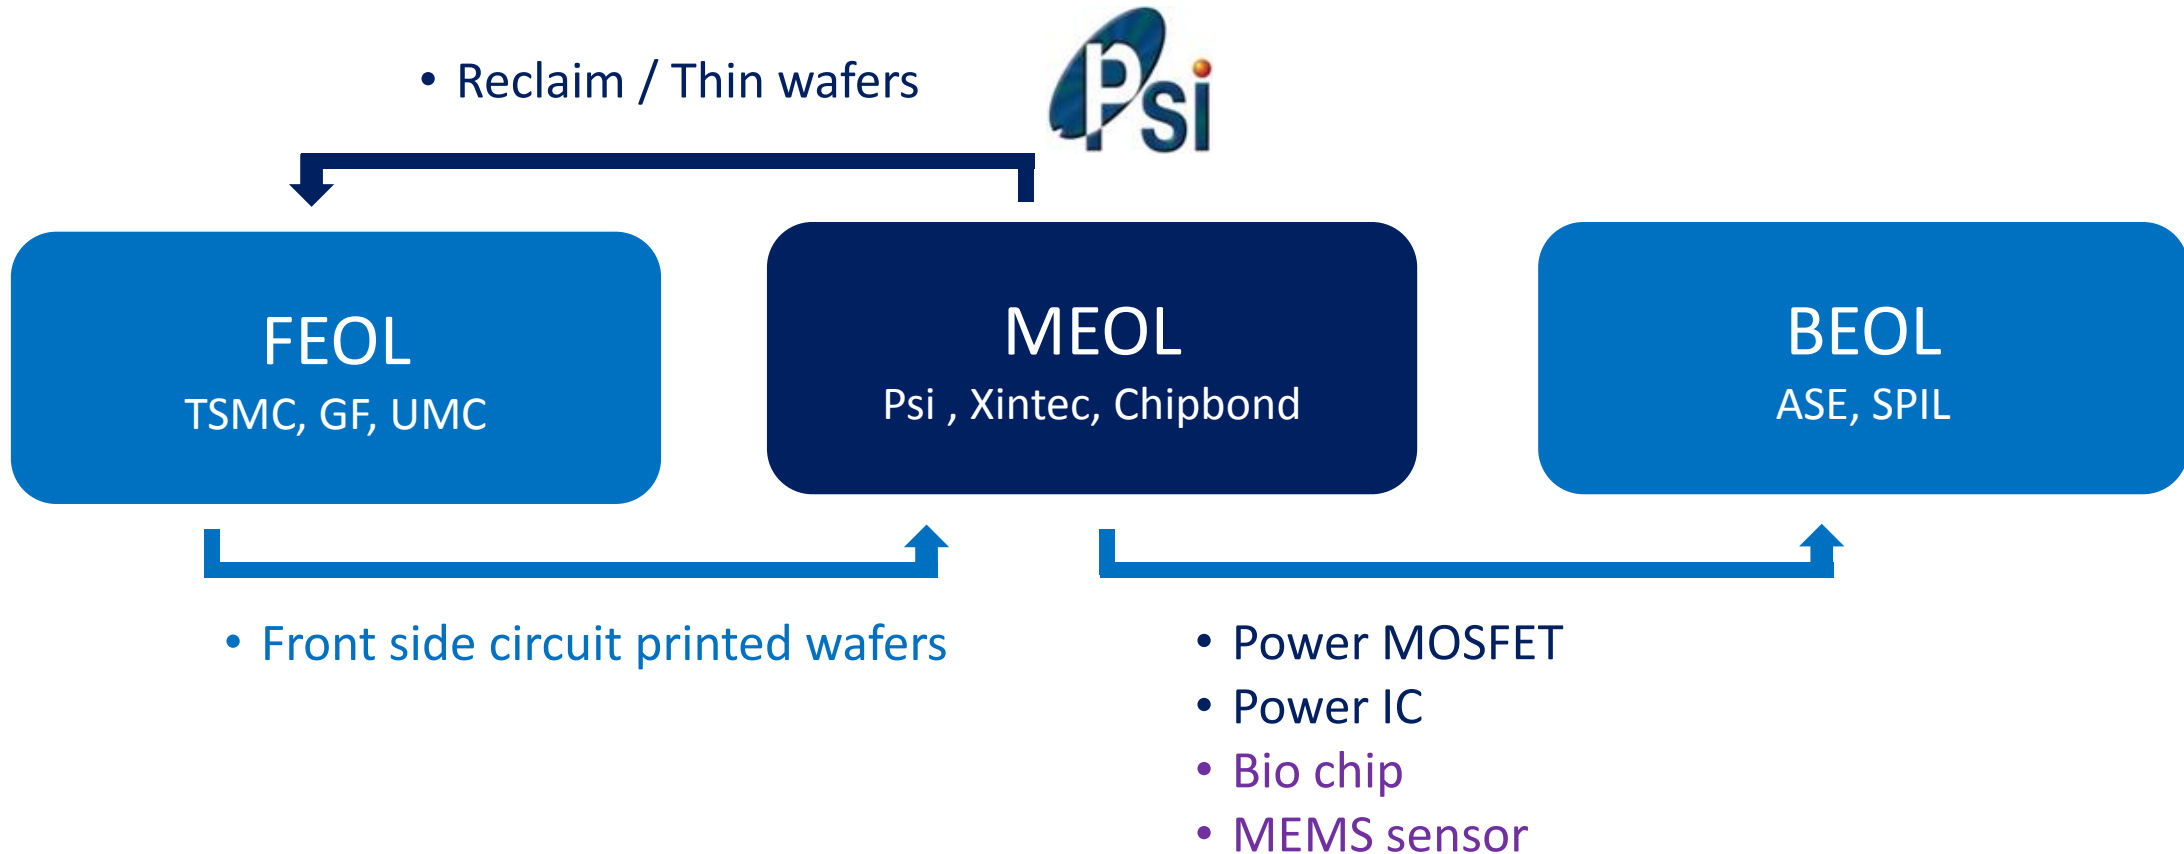 • Reclaim / Thin wafers
Psi
FEOL
TSMC, GF, UMC
MEOL
Psi , Xintec, Chipbond
BEOL
ASE, SPIL
• Front side circuit printed wafers
• Power MOSFET
• Power IC
• Bio chip
• MEMS sensor